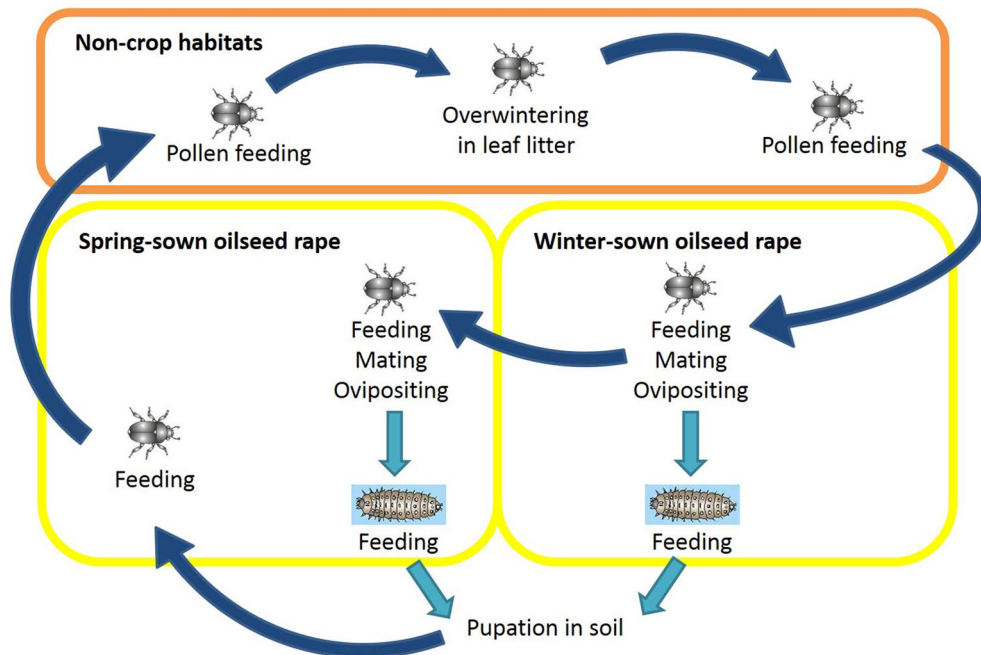 Non-crop habitats
Pollen feeding
Overwintering
in leaf litter
Pollen feeding
Spring-sown oilseed rape
Feeding
Mating
Ovipositing
Feeding
Feeding
Winter-sown oilseed rape
Feeding
Mating
Ovipositing
Feeding
Pupation in soil